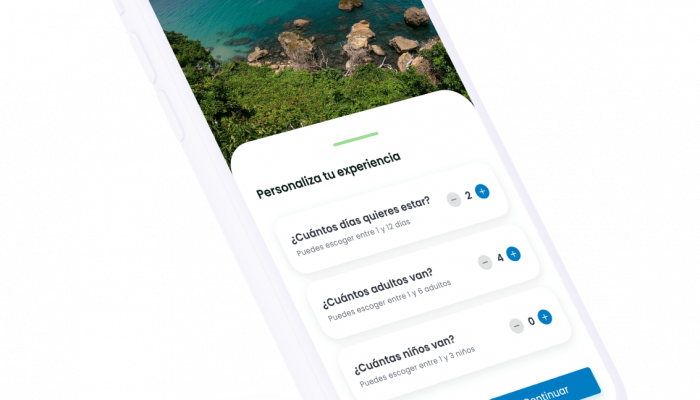 Personaliza tu experiencia
¿Cuántos días quieres estar?
Puedes escoger entre 1 y 12 días
− 2 +
¿Cuántos adultos van?
Puedes escoger entre 1 y 6 adultos
− 4 +
¿Cuántas niños van?
Puedes escoger entre 1 y 3 niños
− 0 +
Continuar